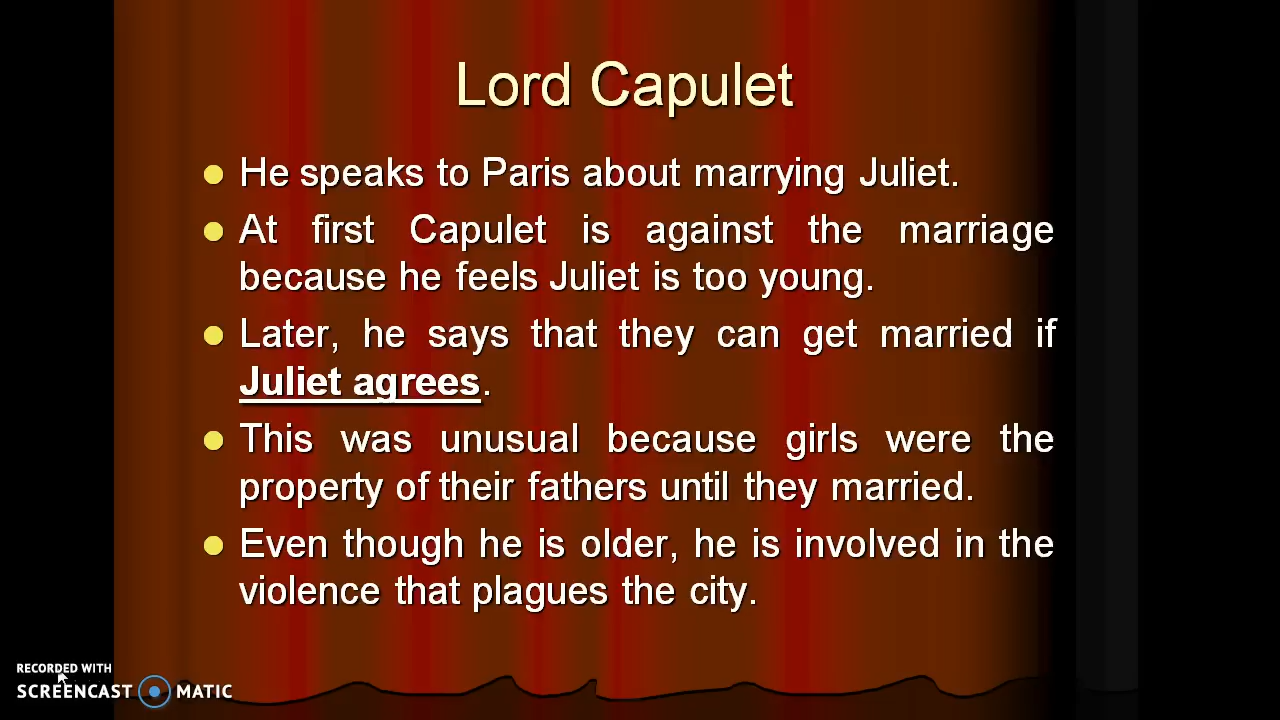 Lord Capulet
He speaks to Paris about marrying Juliet.
At first Capulet is against the marriage
because he feels Juliet is too young.
Later, he says that they can get married if
Juliet agrees.
This was unusual because girls were the
property of their fathers until they married.
Even though he is older, he is involved in the
violence that plagues the city.
RECORDED WITH
SCREENCAST MATIC